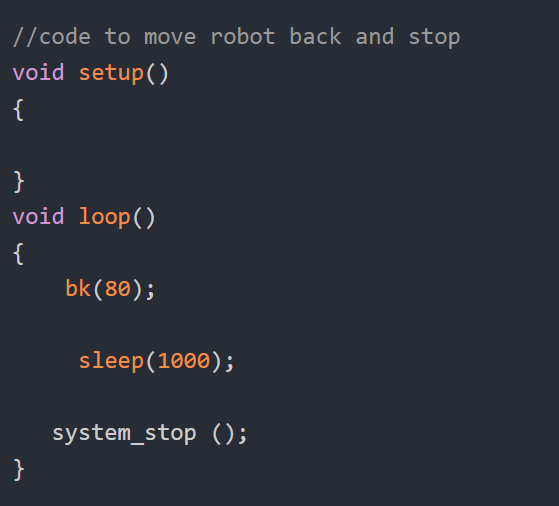 //code to move robot back and stop
void setup()
{
}
void loop()
{
bk(80);
sleep(1000);
system_stop ();
}